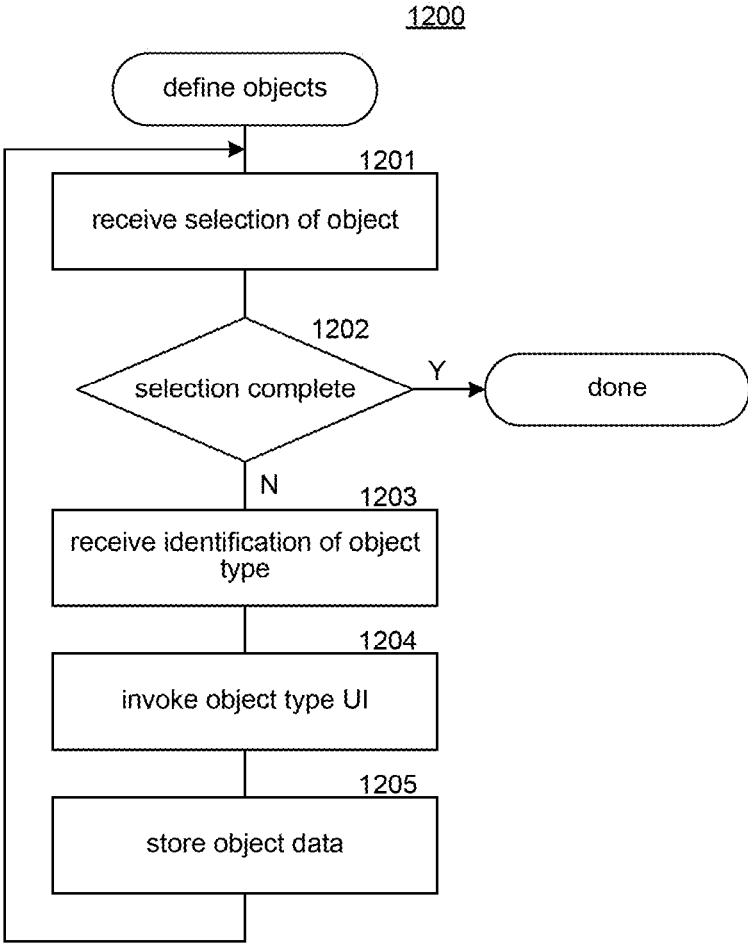 1200
define objects
1201
receive selection of object
1202
selection complete
Y
done
N
1203
receive identification of object
type
1204
invoke object type UI
1205
store object data